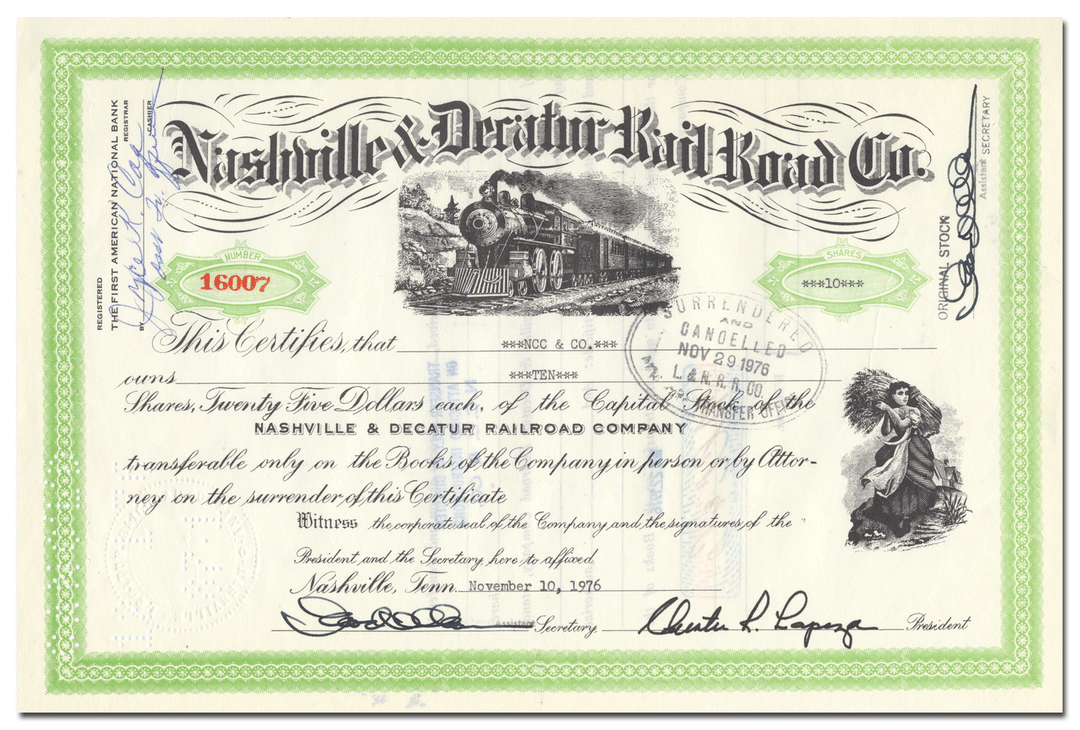 Nashville & Decatur Rail Road Co.
REGISTERED
THE FIRST AMERICAN NATIONAL BANK
REGISTRAR
BY
CASHIER
NUMBER
16007
SHARES
***10***
ORIGINAL STOCK
Assistant SECRETARY
This Certifies, that ***NCC & CO.***
owns ***TEN***
Shares, Twenty Five Dollars each, of the Capital Stock of the
NASHVILLE & DECATUR RAILROAD COMPANY
transferable only on the Books of the Company in person or by Attor-
ney on the surrender of this Certificate
Witness the corporate seal of the Company and the signatures of the
President and the Secretary here to affixed
Nashville, Tenn. November 10, 1976
Assistant Secretary.
President
SURRENDERED
AND
CANCELLED
NOV 29 1976
L. & N. R. R. CO.
TRANSFER